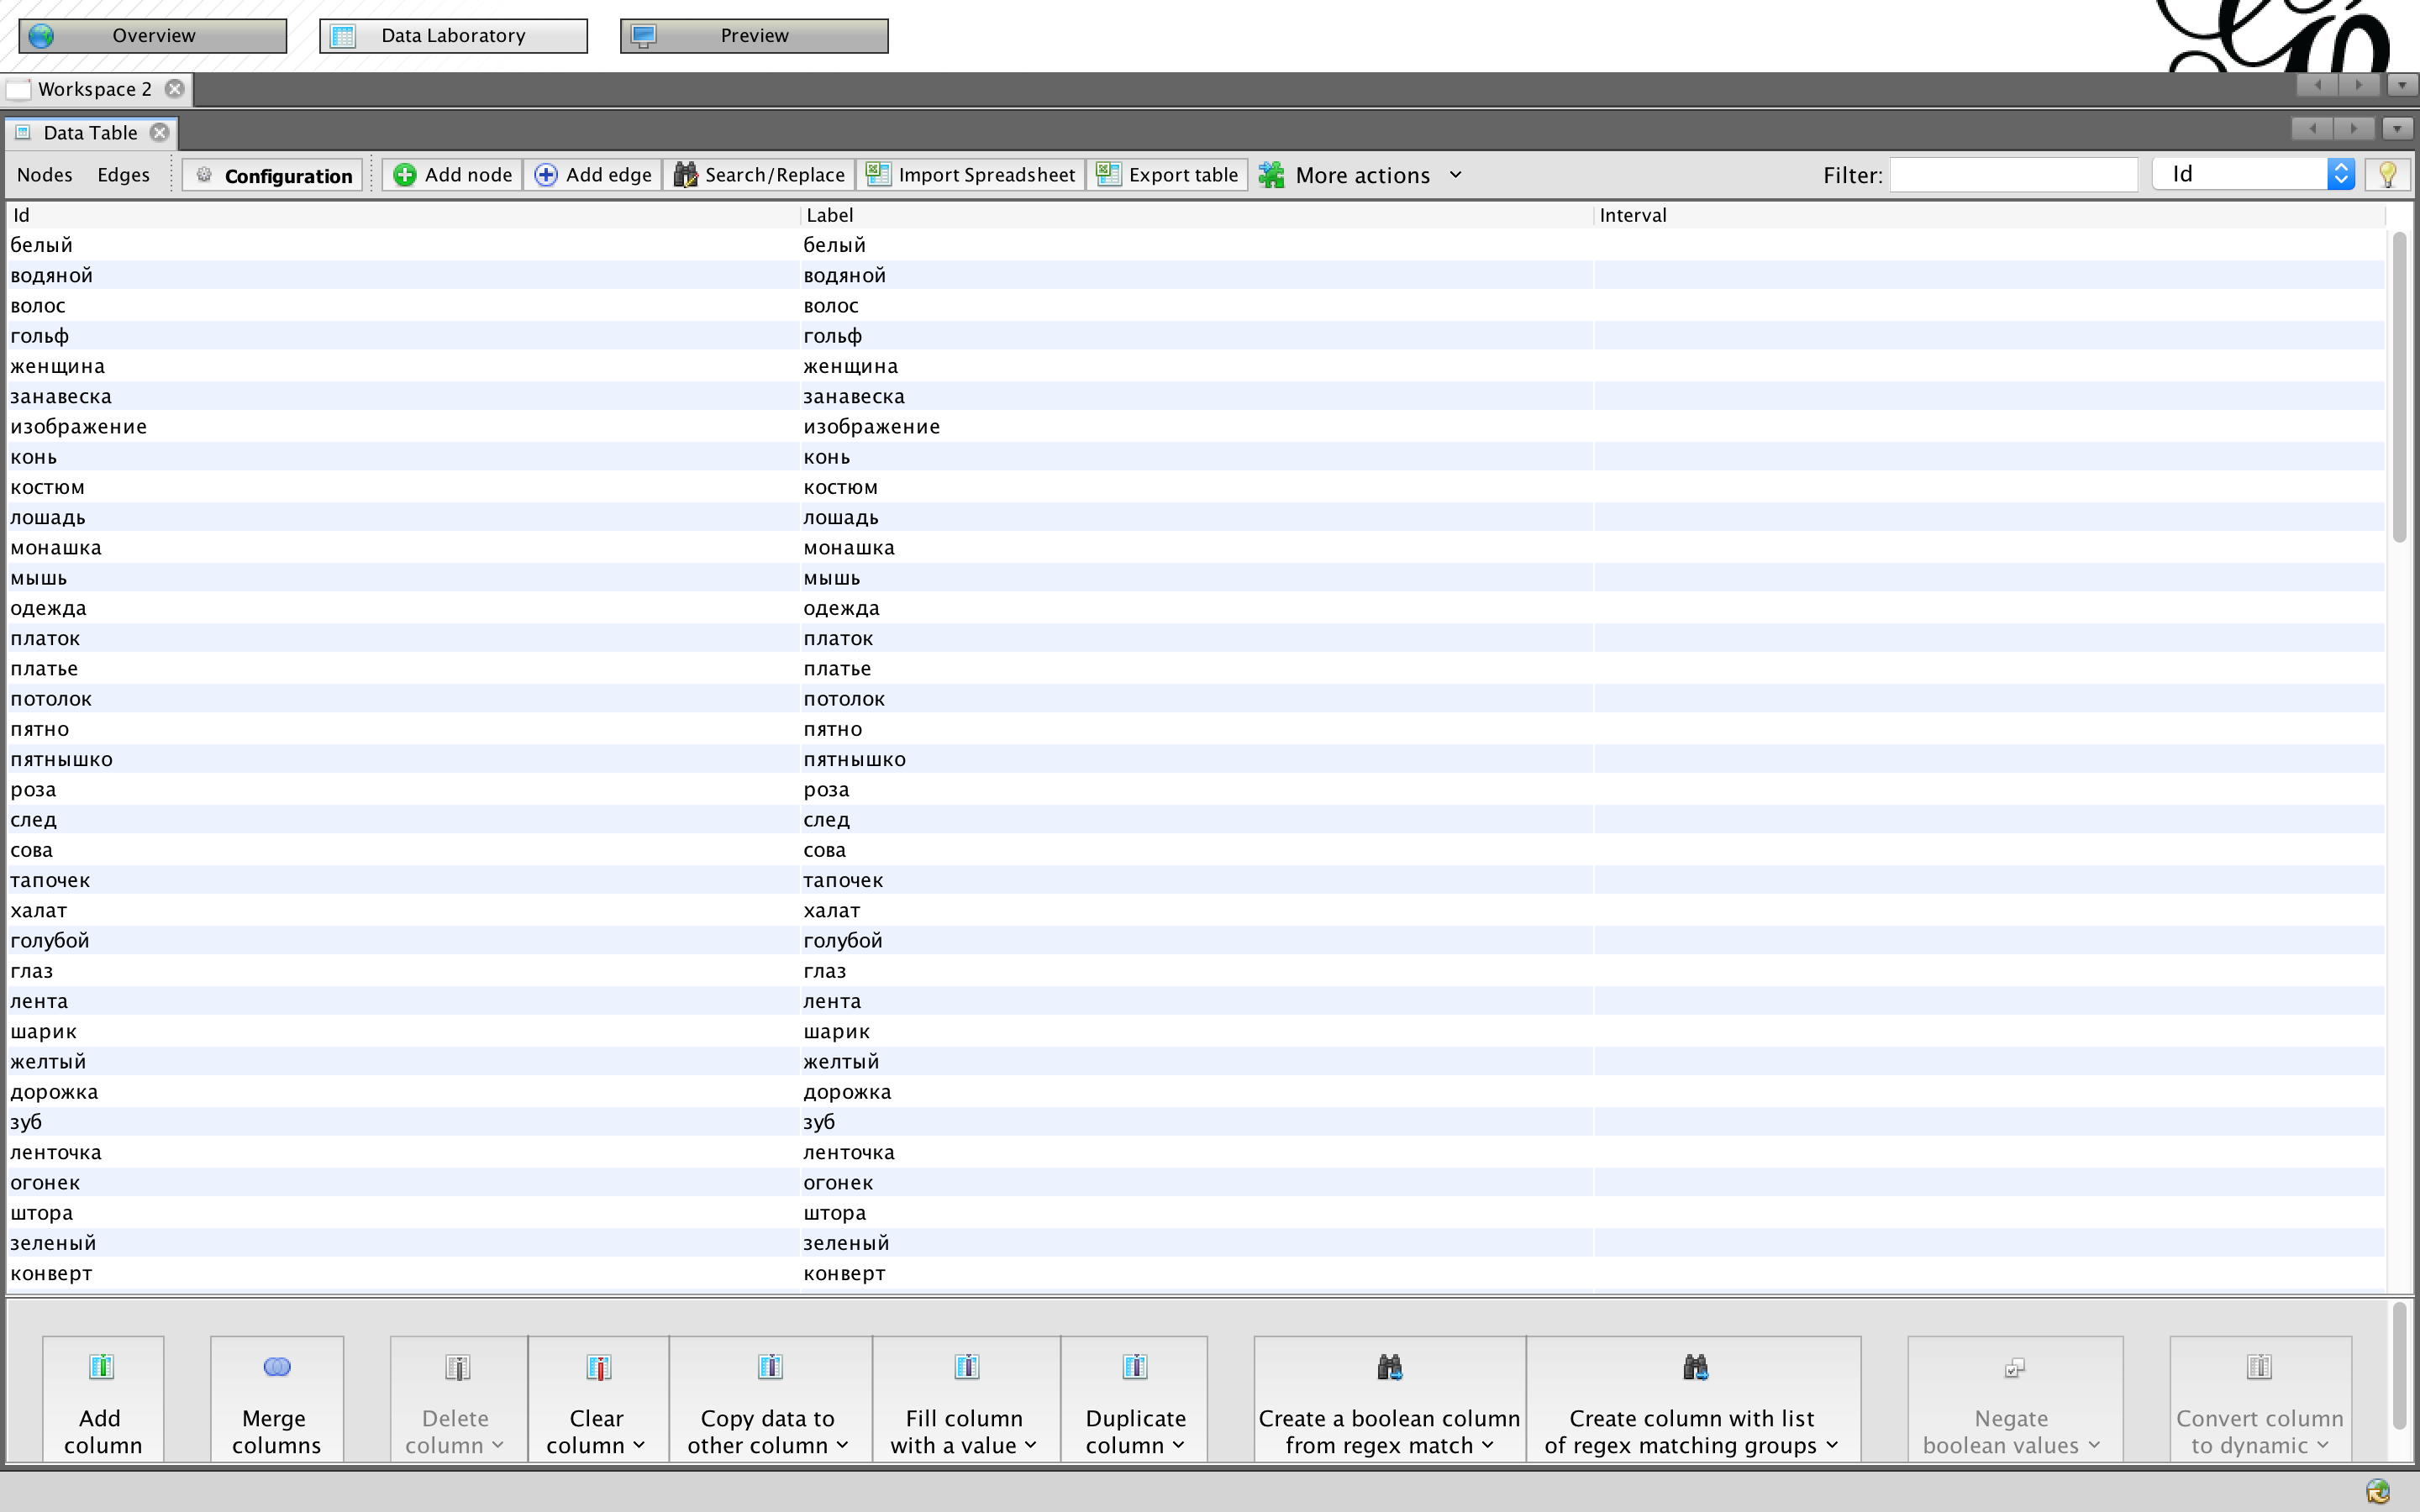 Overview Data Laboratory Preview
Workspace 2
Data Table
Nodes Edges Configuration Add node Add edge Search/Replace Import Spreadsheet Export table More actions Filter: Id
Id Label Interval
белый белый
водяной водяной
волос волос
гольф гольф
женщина женщина
занавеска занавеска
изображение изображение
конь конь
костюм костюм
лошадь лошадь
монашка монашка
мышь мышь
одежда одежда
платок платок
платье платье
потолок потолок
пятно пятно
пятнышко пятнышко
роза роза
след след
сова сова
тапочек тапочек
халат халат
голубой голубой
глаз глаз
лента лента
шарик шарик
желтый желтый
дорожка дорожка
зуб зуб
ленточка ленточка
огонек огонек
штора штора
зеленый зеленый
конверт конверт
Add Merge Delete Clear Copy data to Fill column Duplicate Create a boolean column Create column with list Negate Convert column
column columns column column other column with a value column from regex match of regex matching groups boolean values to dynamic